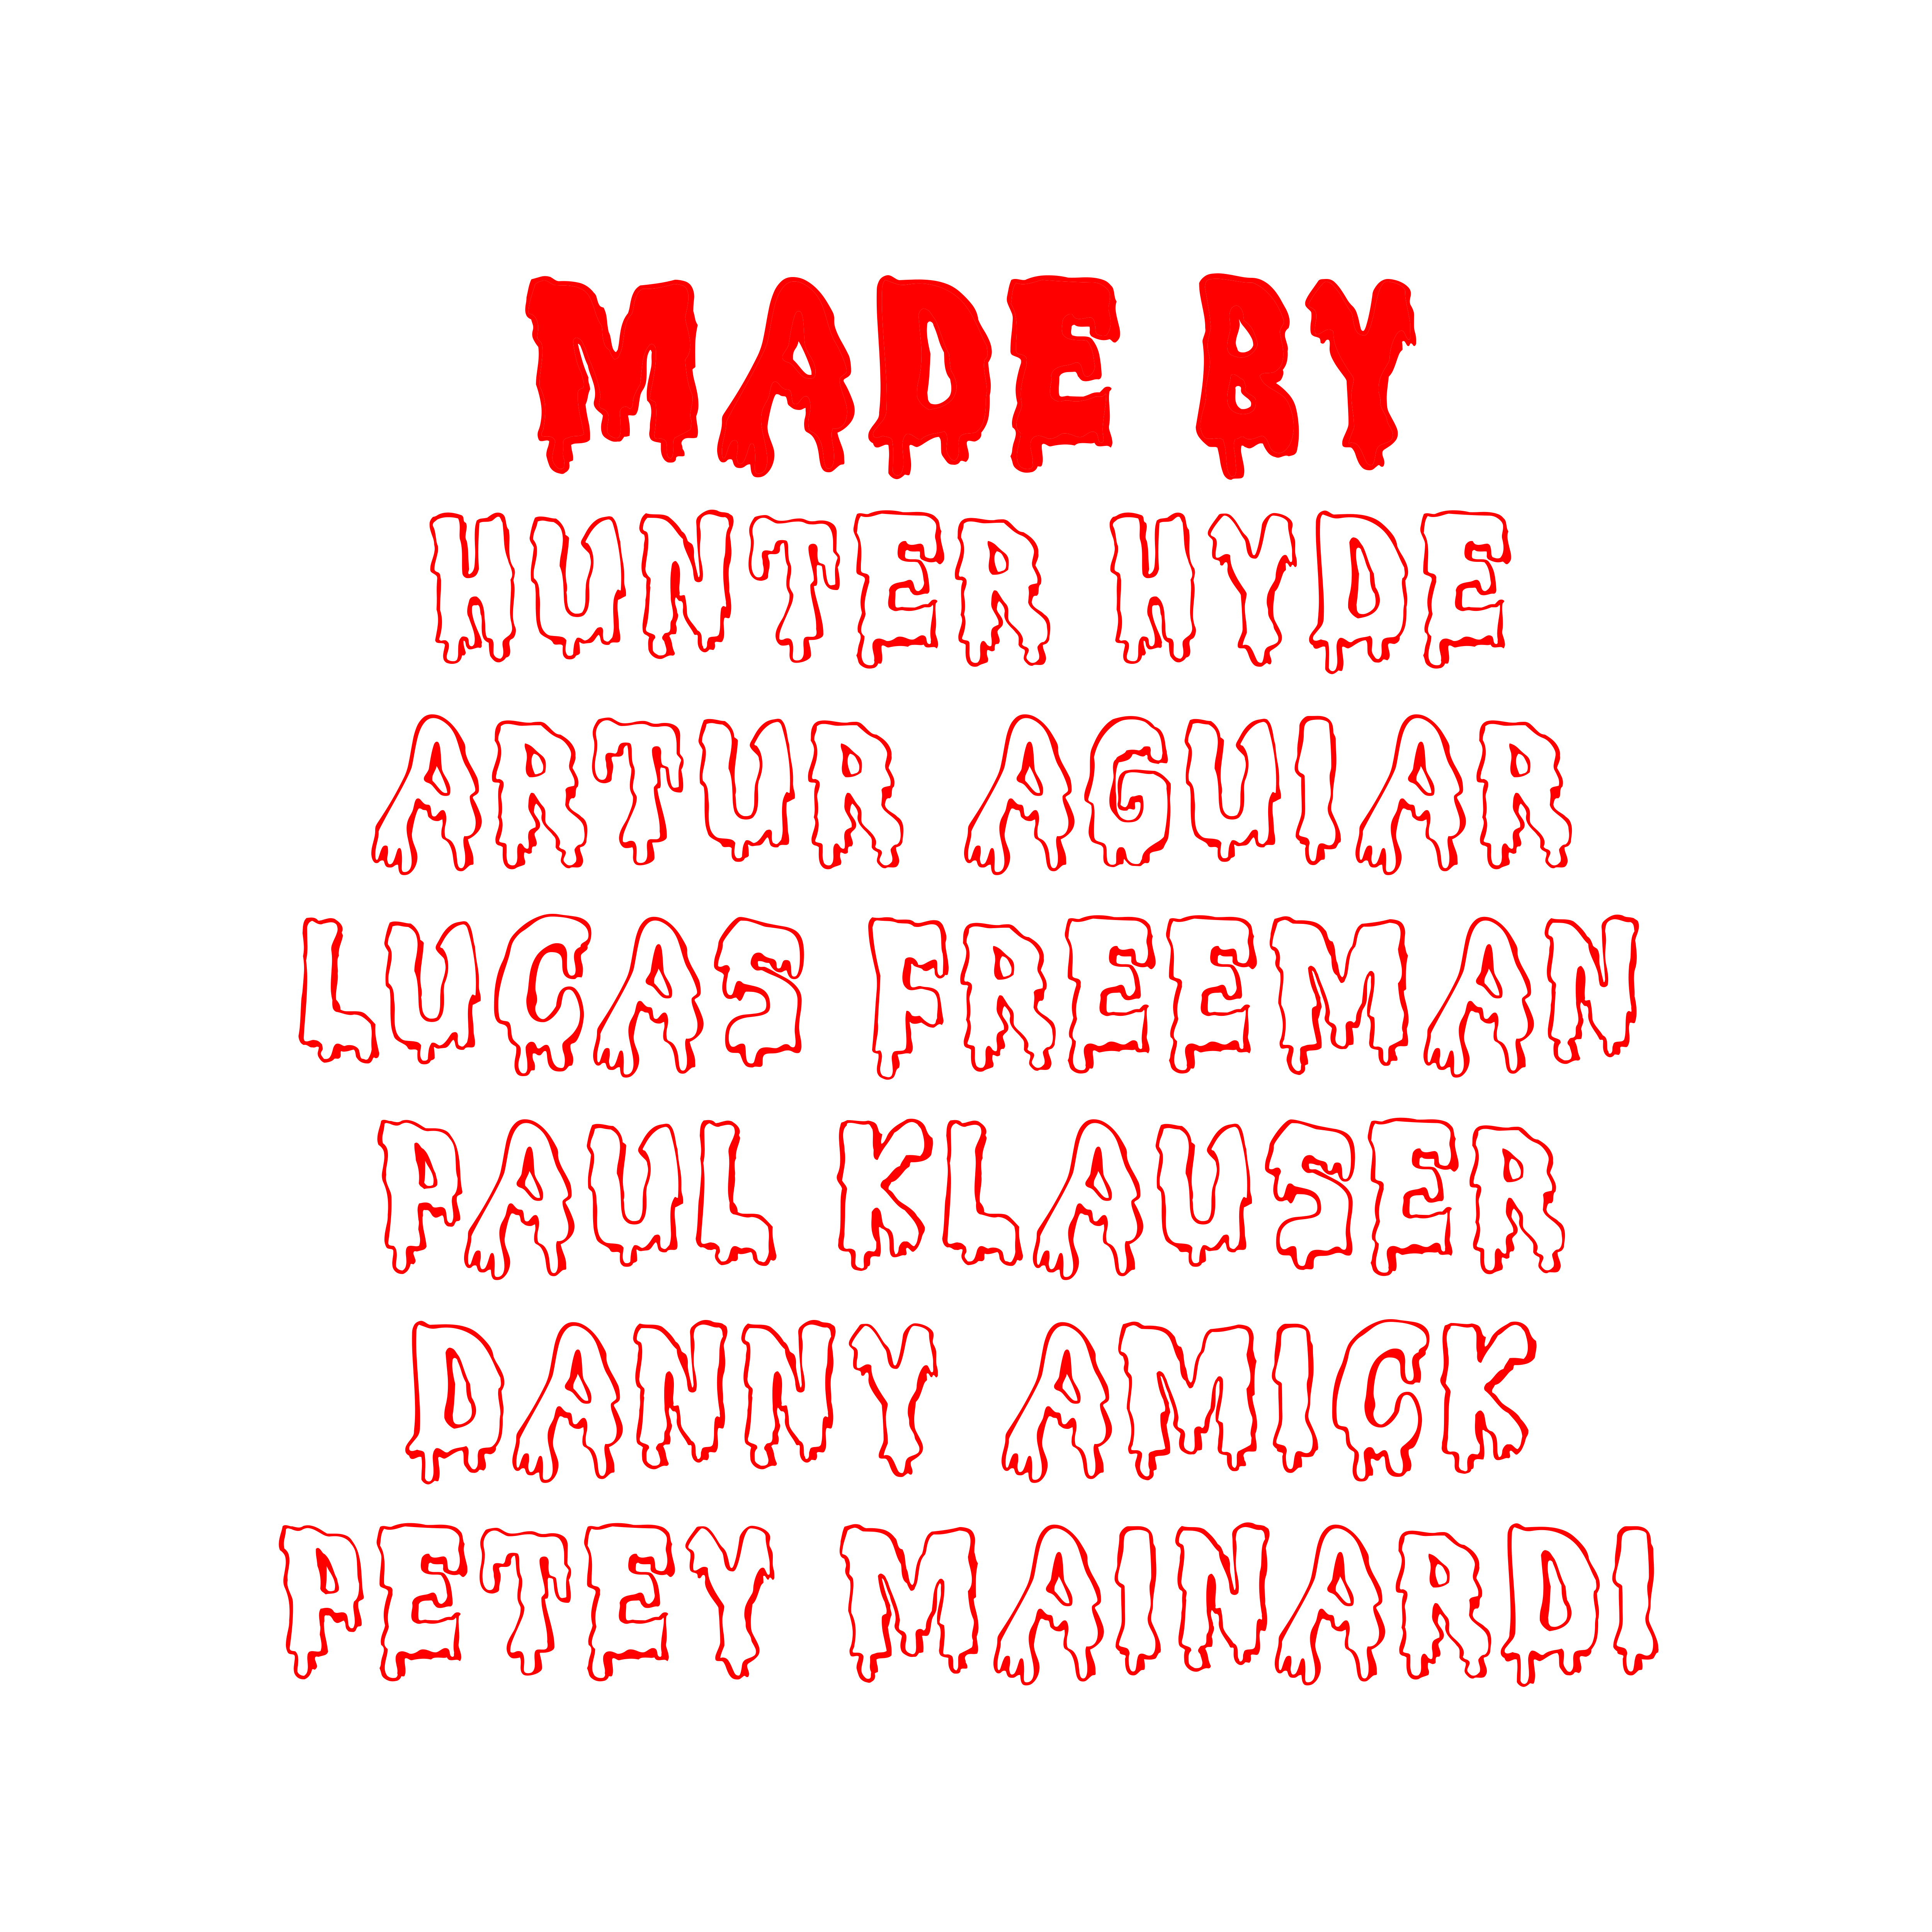 MADE BY
HUNTER HYDE
ARTUR AGUIAR
LUCAS FREEMAN
PAUL KLAUSER
DANNY AMICK
PETEY MAINARDI